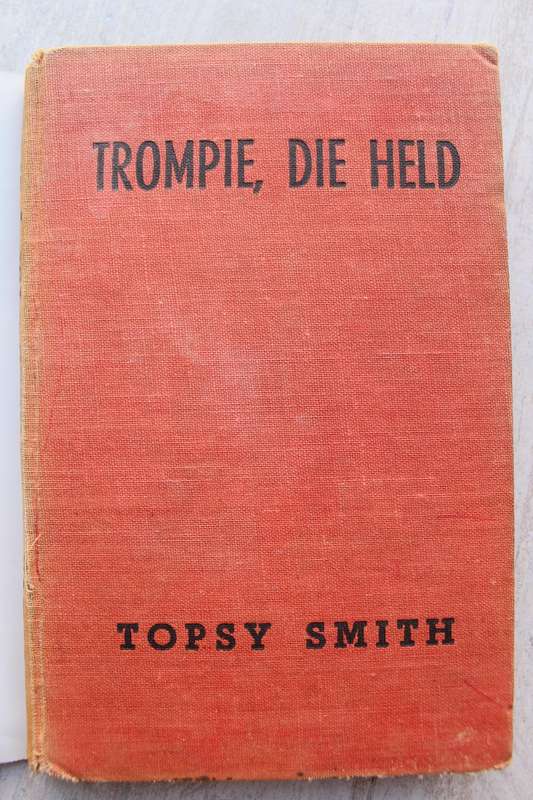 TROMPIE, DIE HELD
TOPSY SMITH